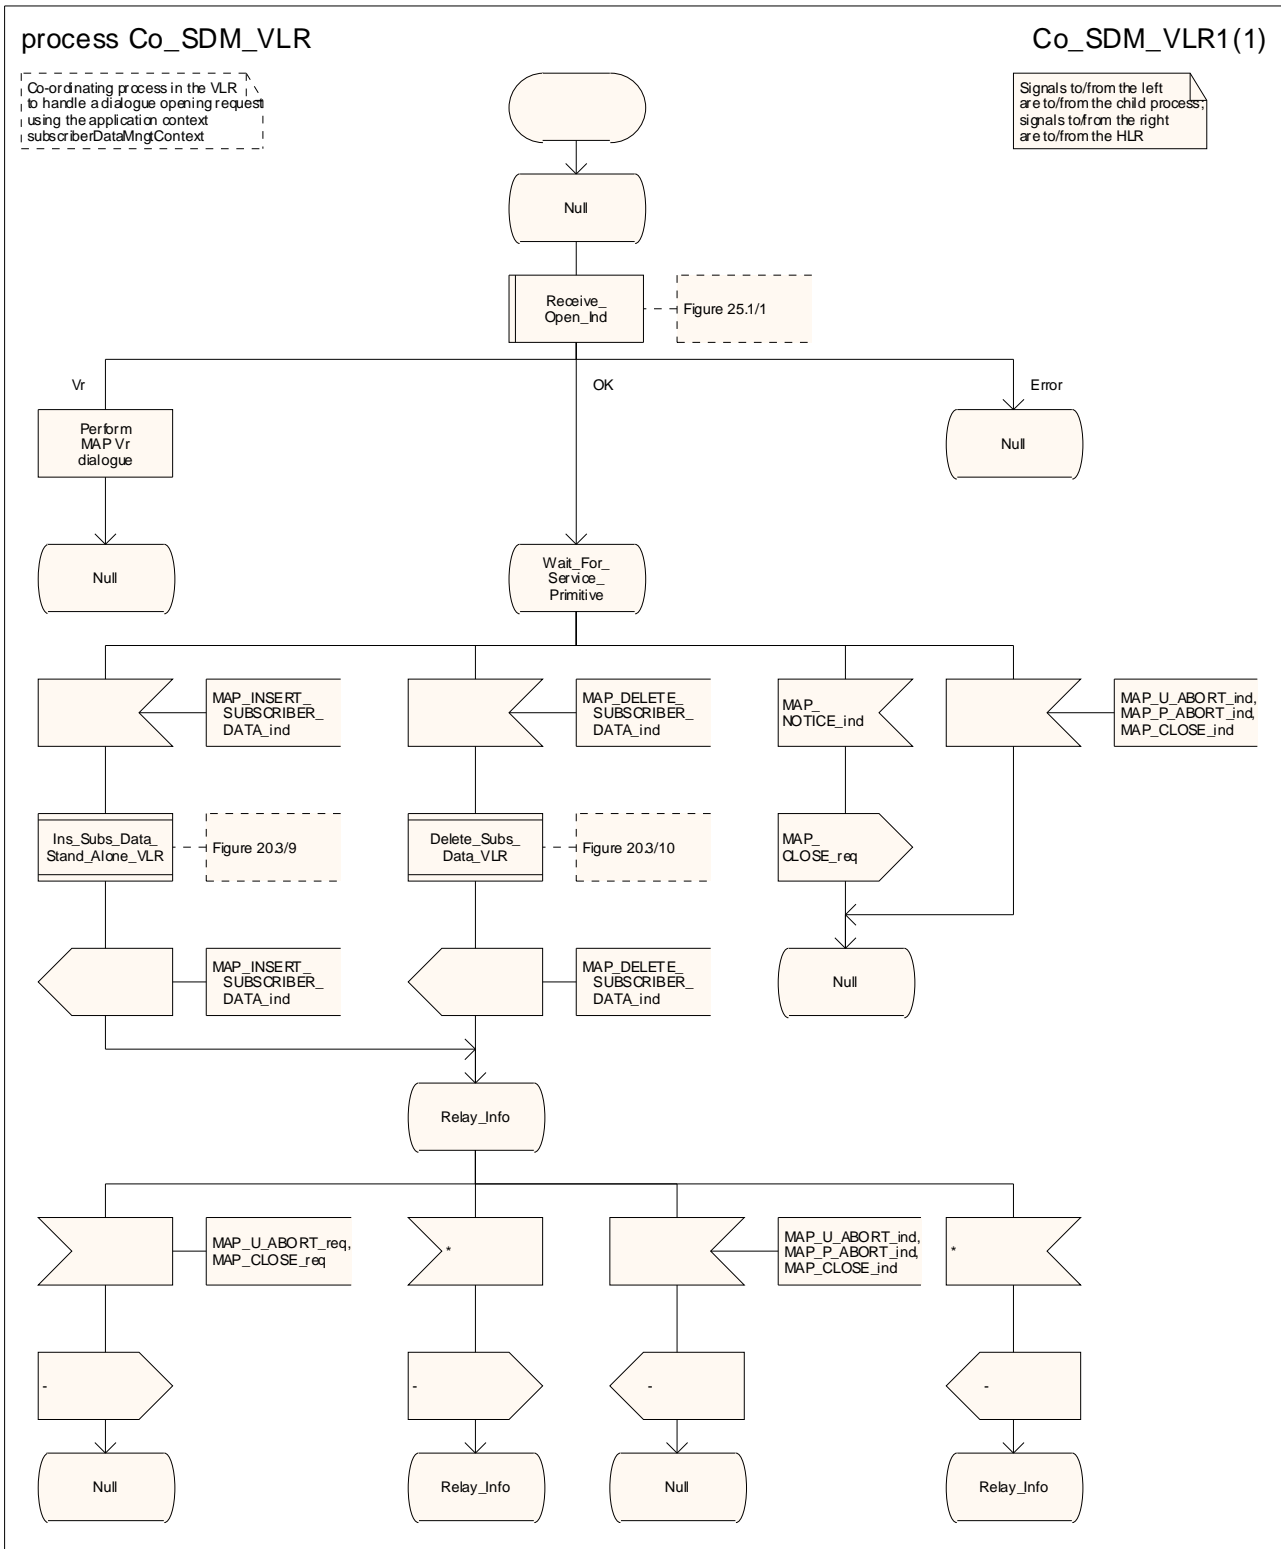 process Co_SDM_VLR
Co_SDM_VLR1(1)
Co-ordinating process in the VLR
to handle a dialogue opening request
using the application context
subscriberDataMngtContext
Signals to/from the left
are to/from the child process;
signals to/from the right
are to/from the HLR
Null
Receive_
Open_Ind
Figure 25.1/1
Vr
OK
Error
Perform
MAP Vr
dialogue
Null
Null
Wait_For_
Service_
Primitive
MAP_INSERT_
SUBSCRIBER_
DATA_ind
MAP_DELETE_
SUBSCRIBER_
DATA_ind
MAP_
NOTICE_ind
MAP_U_ABORT_ind,
MAP_P_ABORT_ind,
MAP_CLOSE_ind
Ins_Subs_Data_
Stand_Alone_VLR
Figure 20.3/9
Delete_Subs_
Data_VLR
Figure 20.3/10
MAP_
CLOSE_req
MAP_INSERT_
SUBSCRIBER_
DATA_ind
MAP_DELETE_
SUBSCRIBER_
DATA_ind
Null
Relay_Info
MAP_U_ABORT_req,
MAP_CLOSE_req
*
MAP_U_ABORT_ind,
MAP_P_ABORT_ind,
MAP_CLOSE_ind
*
-
-
-
-
Null
Relay_Info
Null
Relay_Info